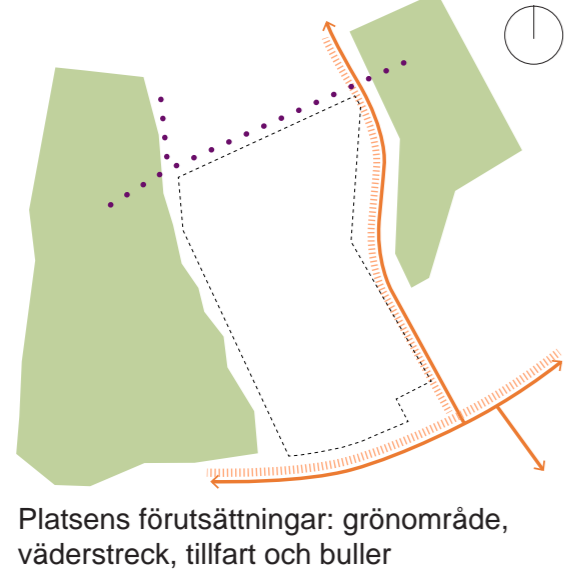 Platsens förutsättningar: grönområde,
väderstreck, tillfart och buller